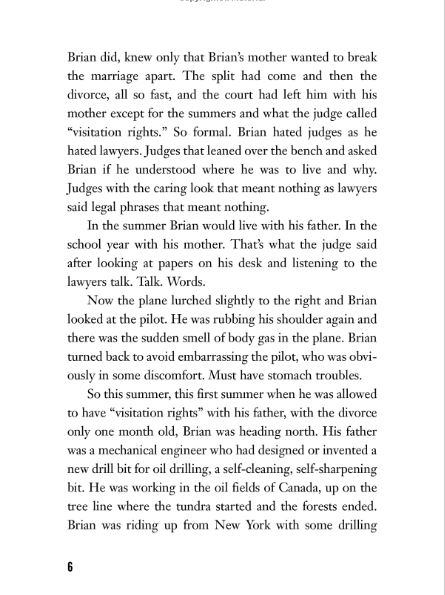 Brian did, knew only that Brian's mother wanted to break
the marriage apart. The split had come and then the
divorce, all so fast, and the court had left him with his
mother except for the summers and what the judge called
“visitation rights.” So formal. Brian hated judges as he
hated lawyers. Judges that leaned over the bench and asked
Brian if he understood where he was to live and why.
Judges with the caring look that meant nothing as lawyers
said legal phrases that meant nothing.
In the summer Brian would live with his father. In the
school year with his mother. That's what the judge said
after looking at papers on his desk and listening to the
lawyers talk. Talk. Words.
Now the plane lurched slightly to the right and Brian
looked at the pilot. He was rubbing his shoulder again and
there was the sudden smell of body gas in the plane. Brian
turned back to avoid embarrassing the pilot, who was obvi-
ously in some discomfort. Must have stomach troubles.
So this summer, this first summer when he was allowed
to have “visitation rights” with his father, with the divorce
only one month old, Brian was heading north. His father
was a mechanical engineer who had designed or invented a
new drill bit for oil drilling, a self-cleaning, self-sharpening
bit. He was working in the oil fields of Canada, up on the
tree line where the tundra started and the forests ended.
Brian was riding up from New York with some drilling
6